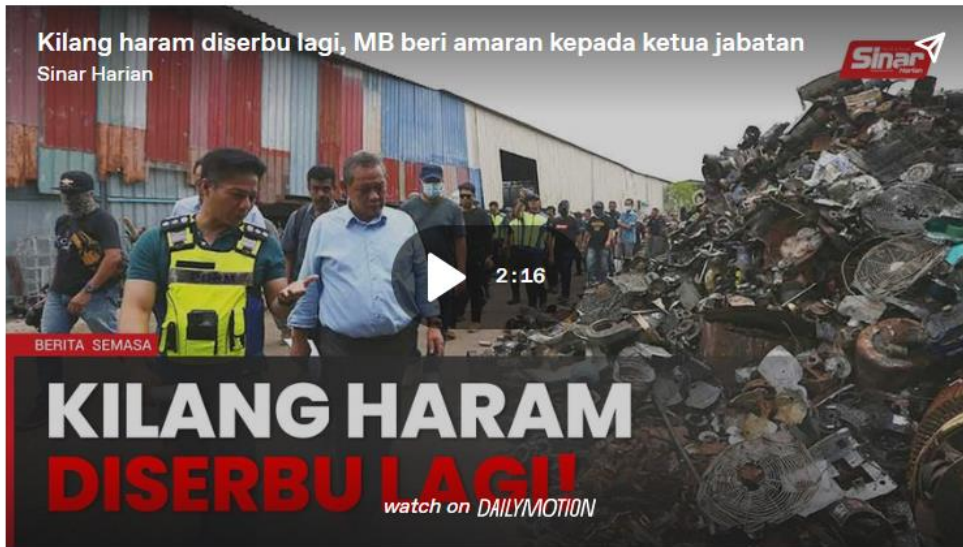 Kilang haram diserbu lagi, MB beri amaran kepada ketua jabatan
Sinar Harian
Sinar
Harian
2:16
BERITA SEMASA
KILANG HARAM
DISERBU LAGI!
watch on DAILYMOTION